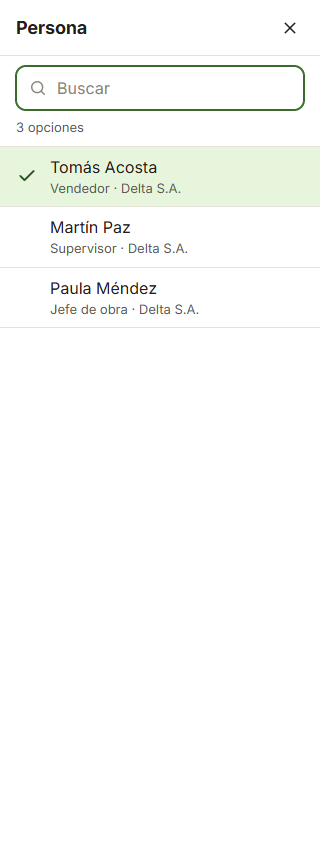 Persona
Buscar
3 opciones
Tomás Acosta
Vendedor · Delta S.A.
Martín Paz
Supervisor · Delta S.A.
Paula Méndez
Jefe de obra · Delta S.A.